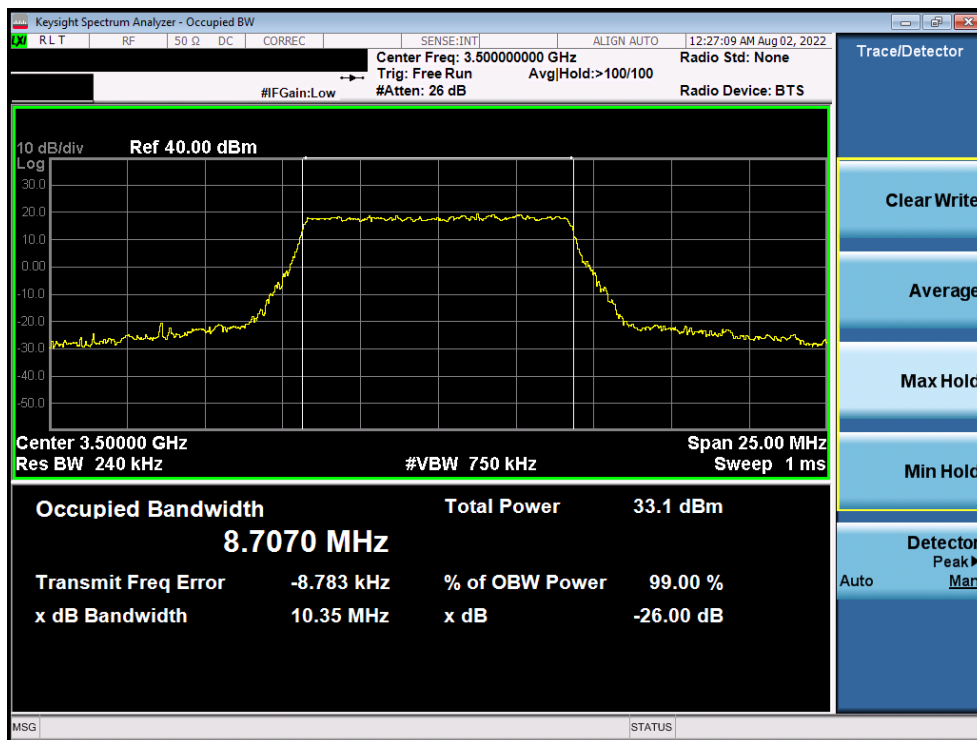 Keysight Spectrum Analyzer - Occupied BW
LXI RLT RF 50 Ω DC CORREC SENSE:INT ALIGN AUTO 12:27:09 AM Aug 02, 2022
Center Freq: 3.500000000 GHz Radio Std: None
Trig: Free Run Avg|Hold:>100/100
#IFGain:Low #Atten: 26 dB Radio Device: BTS
10 dB/div Ref 40.00 dBm
Log
30.0
20.0
10.0
0.00
-10.0
-20.0
-30.0
-40.0
-50.0
Center 3.50000 GHz Span 25.00 MHz
Res BW 240 kHz #VBW 750 kHz Sweep 1 ms
Occupied Bandwidth Total Power 33.1 dBm
8.7070 MHz
Transmit Freq Error -8.783 kHz % of OBW Power 99.00 %
x dB Bandwidth 10.35 MHz x dB -26.00 dB
MSG STATUS
Trace/Detector
Clear Write
Average
Max Hold
Min Hold
Detector
Peak▶
Auto Man